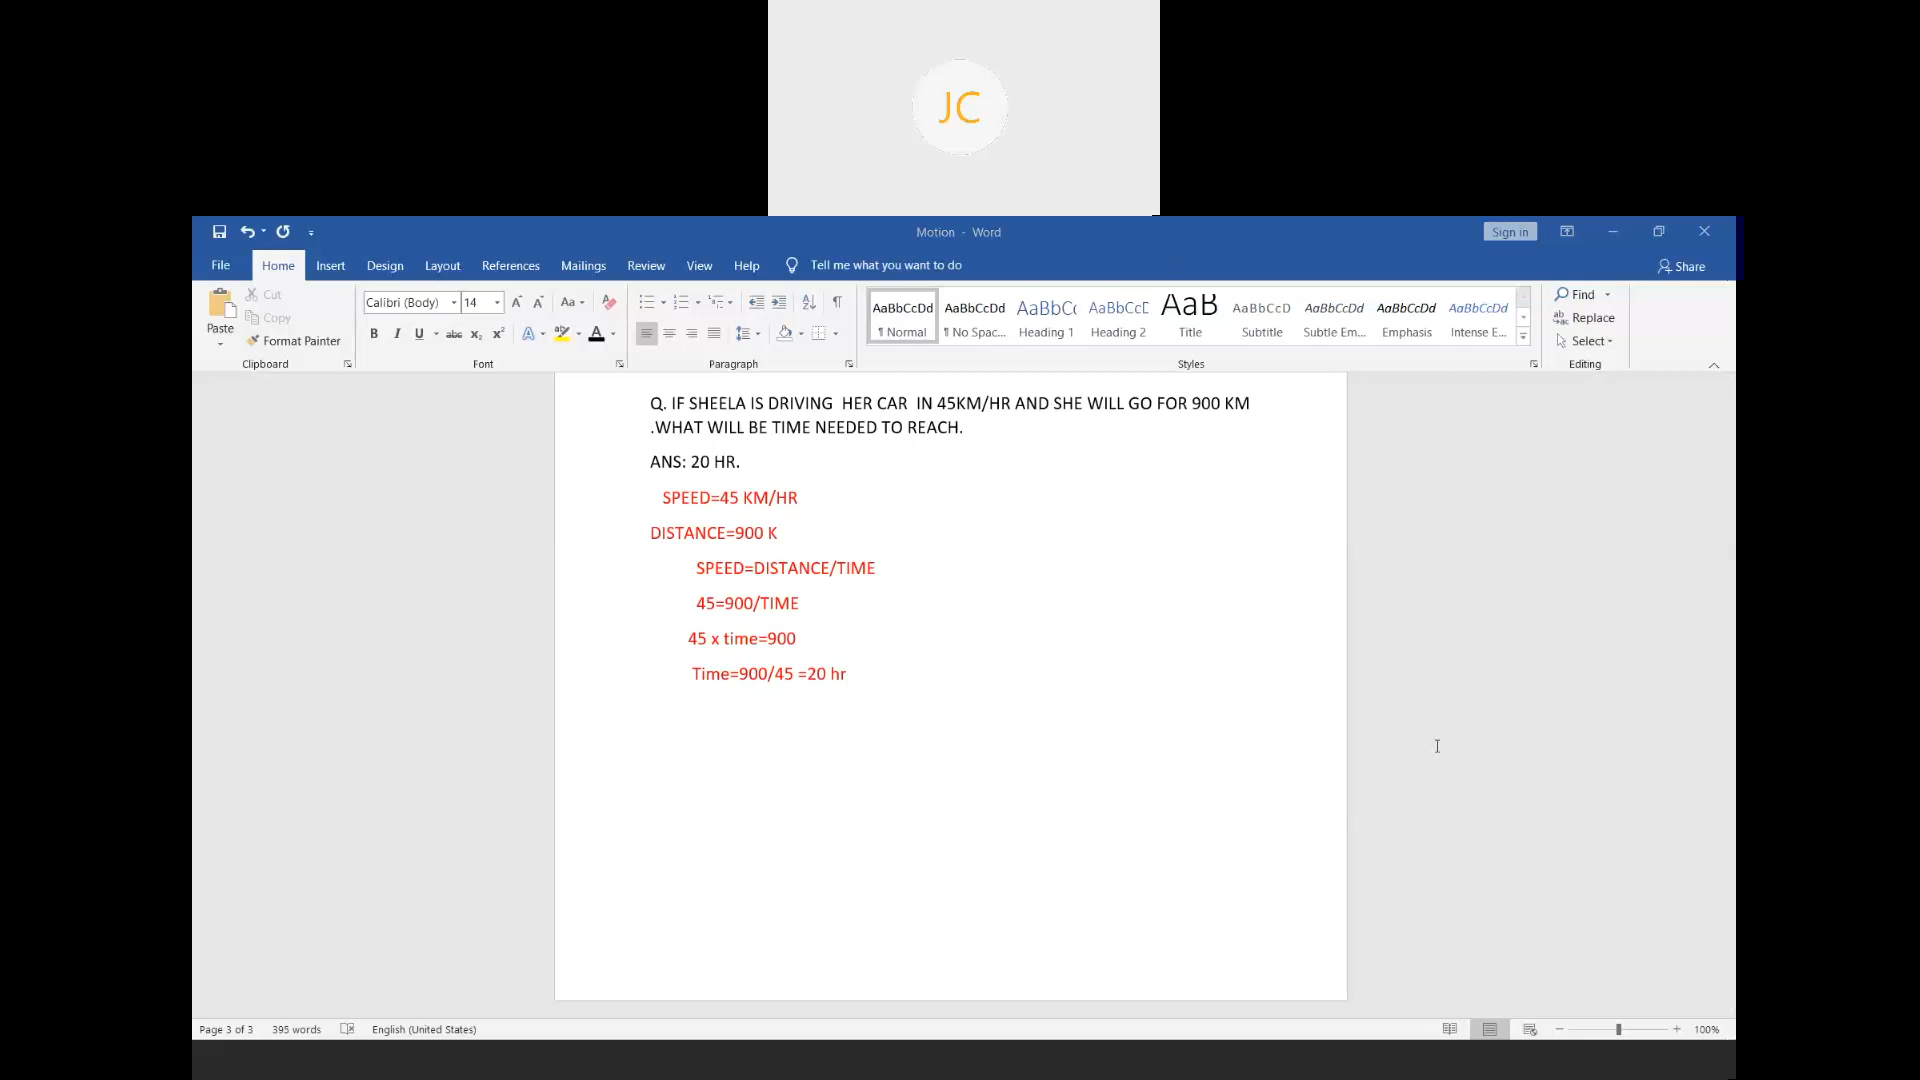 JC
Motion - Word
Sign in
File Home Insert Design Layout References Mailings Review View Help Tell me what you want to do Share
Paste
Cut
Copy
Format Painter
Clipboard
Calibri (Body) 14
Font
Paragraph
AaBbCcDd AaBbCcDd AaBbC( AaBbCcE AaB AaBbCcD AaBbCcDd AaBbCcDd AaBbCcDd
¶ Normal ¶ No Spac... Heading 1 Heading 2 Title Subtitle Subtle Em... Emphasis Intense E...
Styles
Find
Replace
Select
Editing
Q. IF SHEELA IS DRIVING HER CAR IN 45KM/HR AND SHE WILL GO FOR 900 KM
.WHAT WILL BE TIME NEEDED TO REACH.
ANS: 20 HR.
SPEED=45 KM/HR
DISTANCE=900 K
SPEED=DISTANCE/TIME
45=900/TIME
45 x time=900
Time=900/45 =20 hr
Page 3 of 3 395 words English (United States) 100%